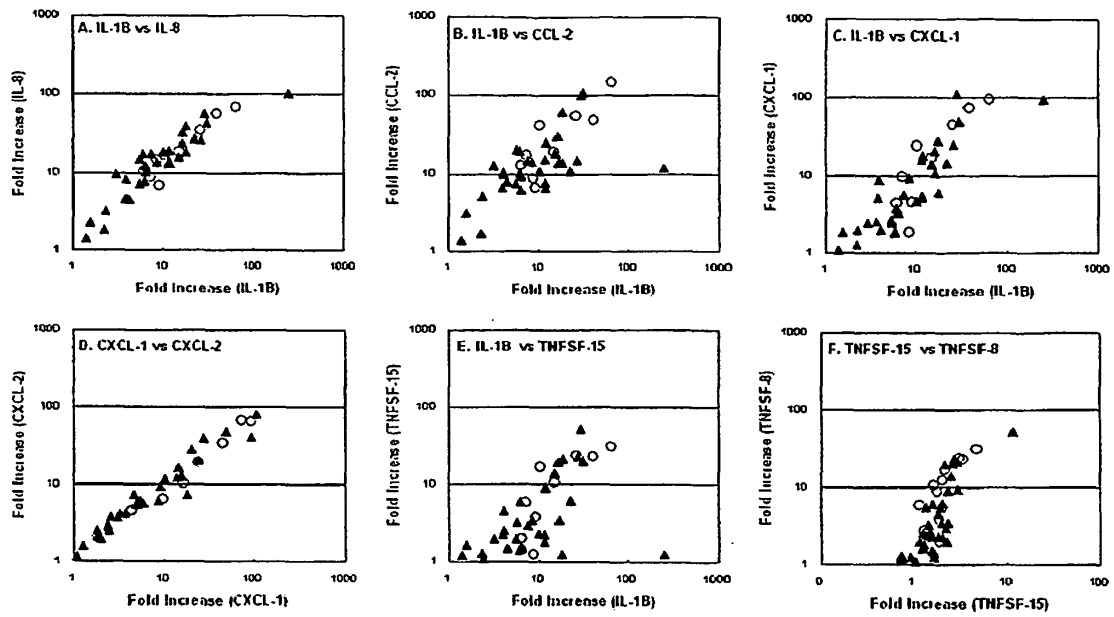 A. IL-1B vs IL-8
Fold Increase (IL-8)
1000
100
10
1
1 10 100 1000
Fold Increase (IL-1B)
B. IL-1B vs CCL-2
Fold Increase (CCL-2)
1000
100
10
1
1 10 100 1000
Fold Increase (IL-1B)
C. IL-1B vs CXCL-1
Fold Increase (CXCL-1)
1000
100
10
1
1 10 100 1000
Fold Increase (IL-1B)
D. CXCL-1 vs CXCL-2
Fold Increase (CXCL-2)
1000
100
10
1
1 10 100 1000
Fold Increase (CXCL-1)
E. IL-1B vs TNFSF-15
Fold Increase (TNFSF-15)
1000
100
10
1
1 10 100 1000
Fold Increase (IL-1B)
F. TNFSF-15 vs TNFSF-8
Fold Increase (TNFSF-8)
1000
100
10
1
0 1 10 100
Fold Increase (TNFSF-15)